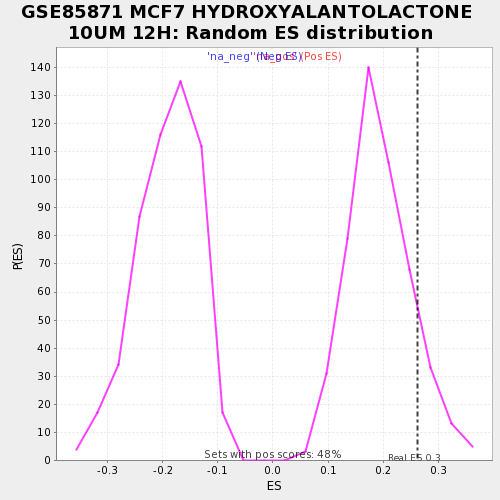 GSE85871 MCF7 HYDROXYALANTOLACTONE
10UM 12H: Random ES distribution
'na_neg' (Neg ES) (Pos ES)
P(ES)
140
130
120
110
100
90
80
70
60
50
40
30
20
10
0
Sets with pos scores: 48%
Real ES 0.3
-0.3 -0.2 -0.1 0.0 0.1 0.2 0.3
ES